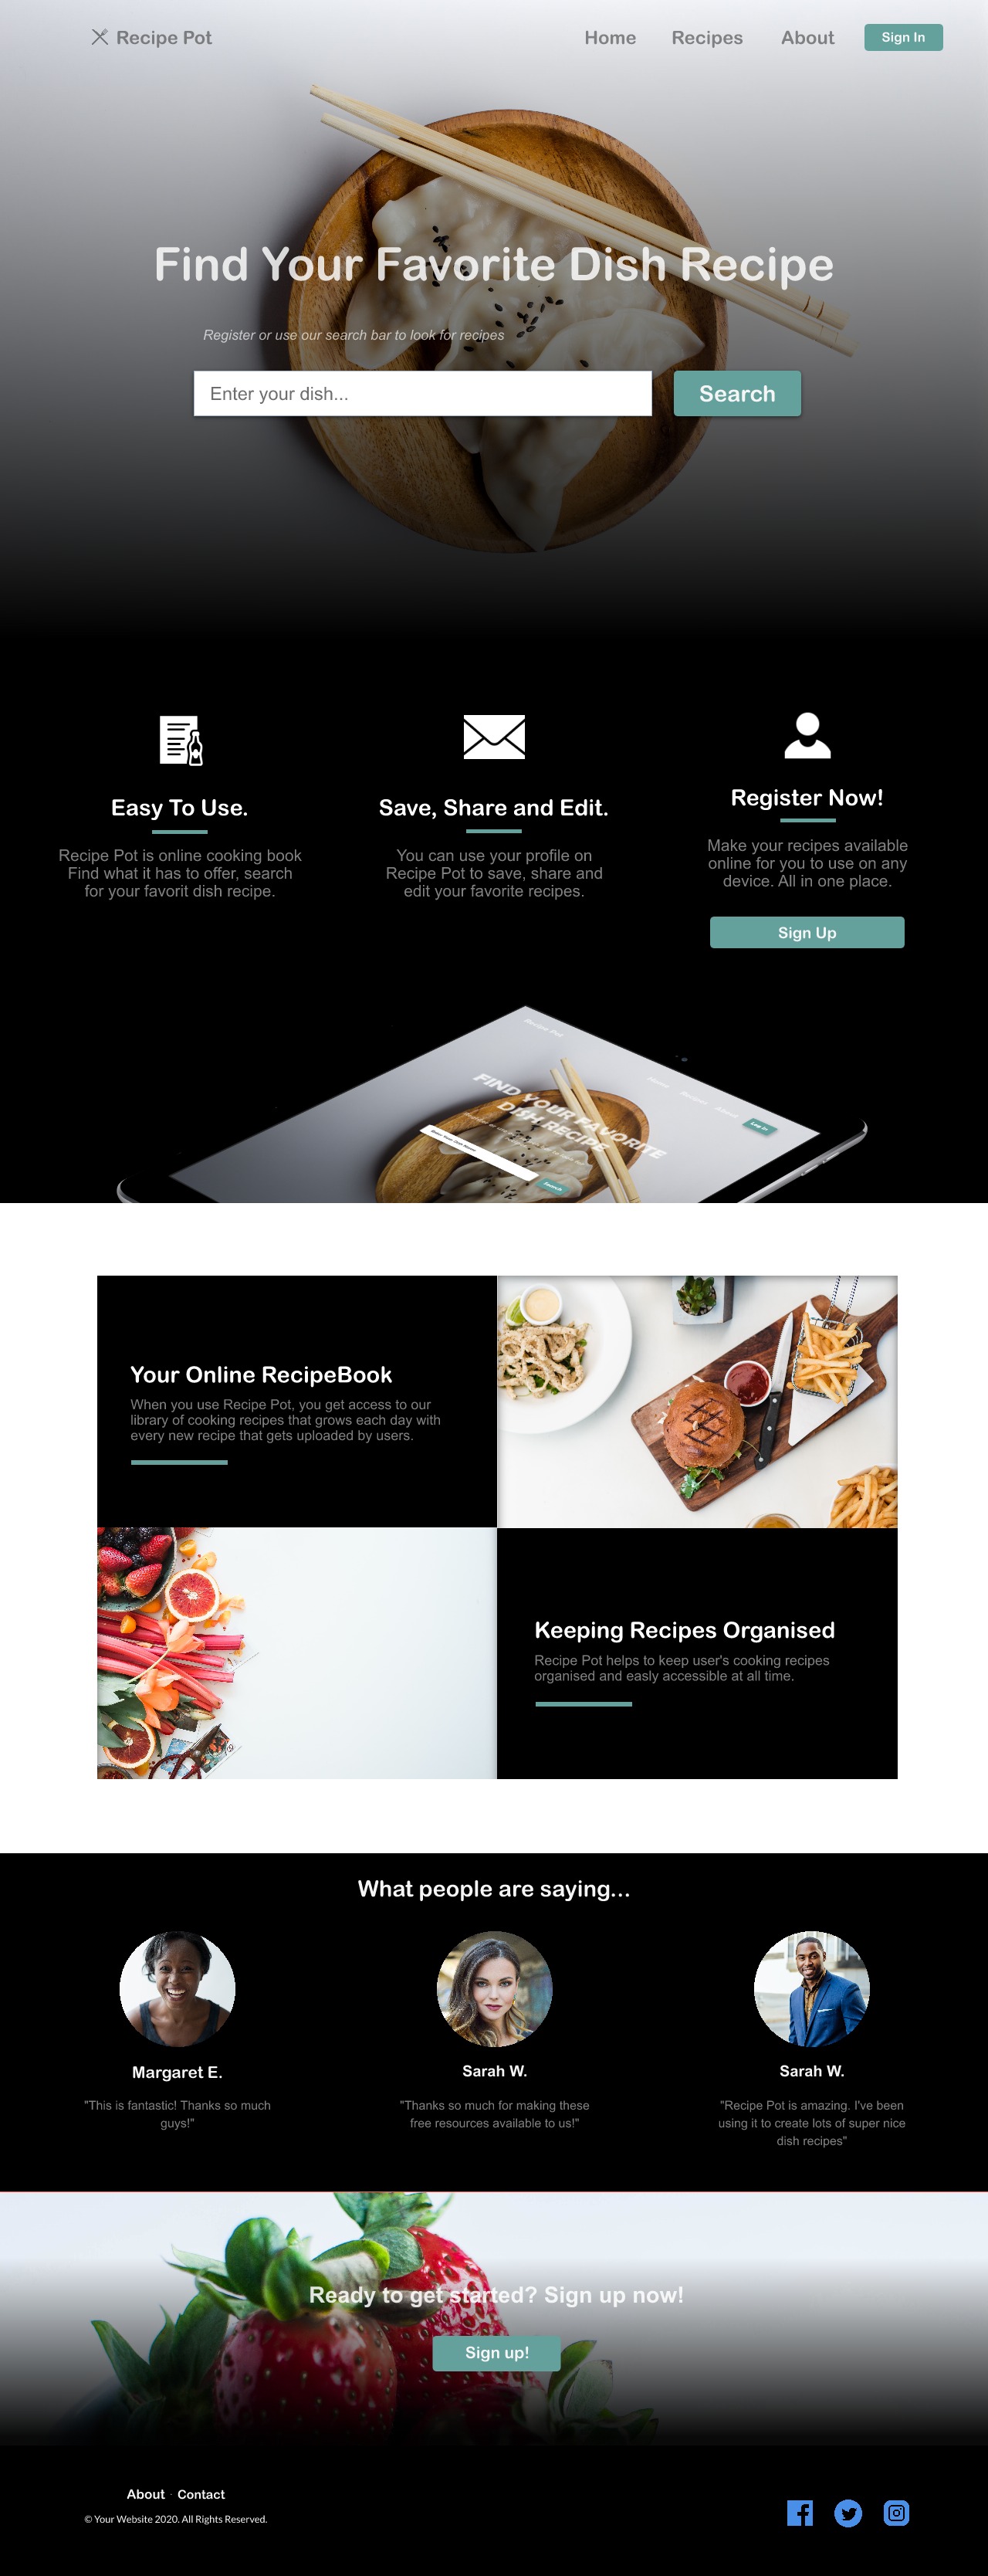 Recipe Pot
Home
Recipes
About
Sign In
Find Your Favorite Dish Recipe
Register or use our search bar to look for recipes
Enter your dish...
Search
Easy To Use.
Recipe Pot is online cooking book
Find what it has to offer, search
for your favorit dish recipe.
Save, Share and Edit.
You can use your profile on
Recipe Pot to save, share and
edit your favorite recipes.
Register Now!
Make your recipes available
online for you to use on any
device. All in one place.
Sign Up
Recipe Pot
Log In
FIND YOUR FAVORITE
DISH RECIPE
Search
Your Online RecipeBook
When you use Recipe Pot, you get access to our
library of cooking recipes that grows each day with
every new recipe that gets uploaded by users.
Keeping Recipes Organised
Recipe Pot helps to keep user's cooking recipes
organised and easly accessible at all time.
What people are saying...
Margaret E.
"This is fantastic! Thanks so much
guys!"
Sarah W.
"Thanks so much for making these
free resources available to us!"
Sarah W.
"Recipe Pot is amazing. I've been
using it to create lots of super nice
dish recipes"
Ready to get started? Sign up now!
Sign up!
About · Contact
© Your Website 2020. All Rights Reserved.